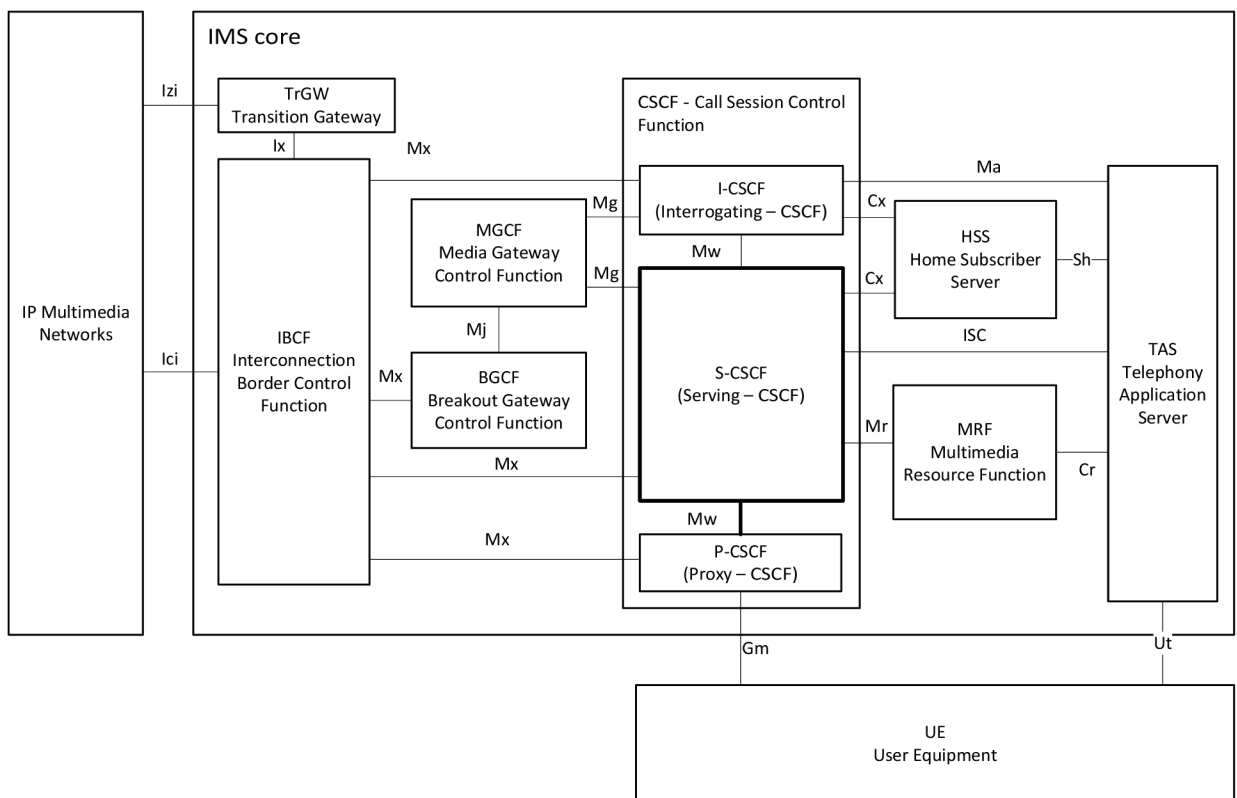 IMS core
Izi
TrGW
Transition Gateway
CSCF - Call Session Control
Function
Ix
Mx
I-CSCF
(Interrogating – CSCF)
Ma
Mg
Cx
MGCF
Media Gateway
Control Function
HSS
Home Subscriber
Server
Mw
Sh
Mg
Cx
IP Multimedia
Networks
IBCF
Interconnection
Border Control
Function
Mj
ISC
Ici
Mx
BGCF
Breakout Gateway
Control Function
S-CSCF
(Serving – CSCF)
TAS
Telephony
Application
Server
Mr
MRF
Multimedia
Resource Function
Mx
Cr
Mw
Mx
P-CSCF
(Proxy – CSCF)
Gm
Ut
UE
User Equipment